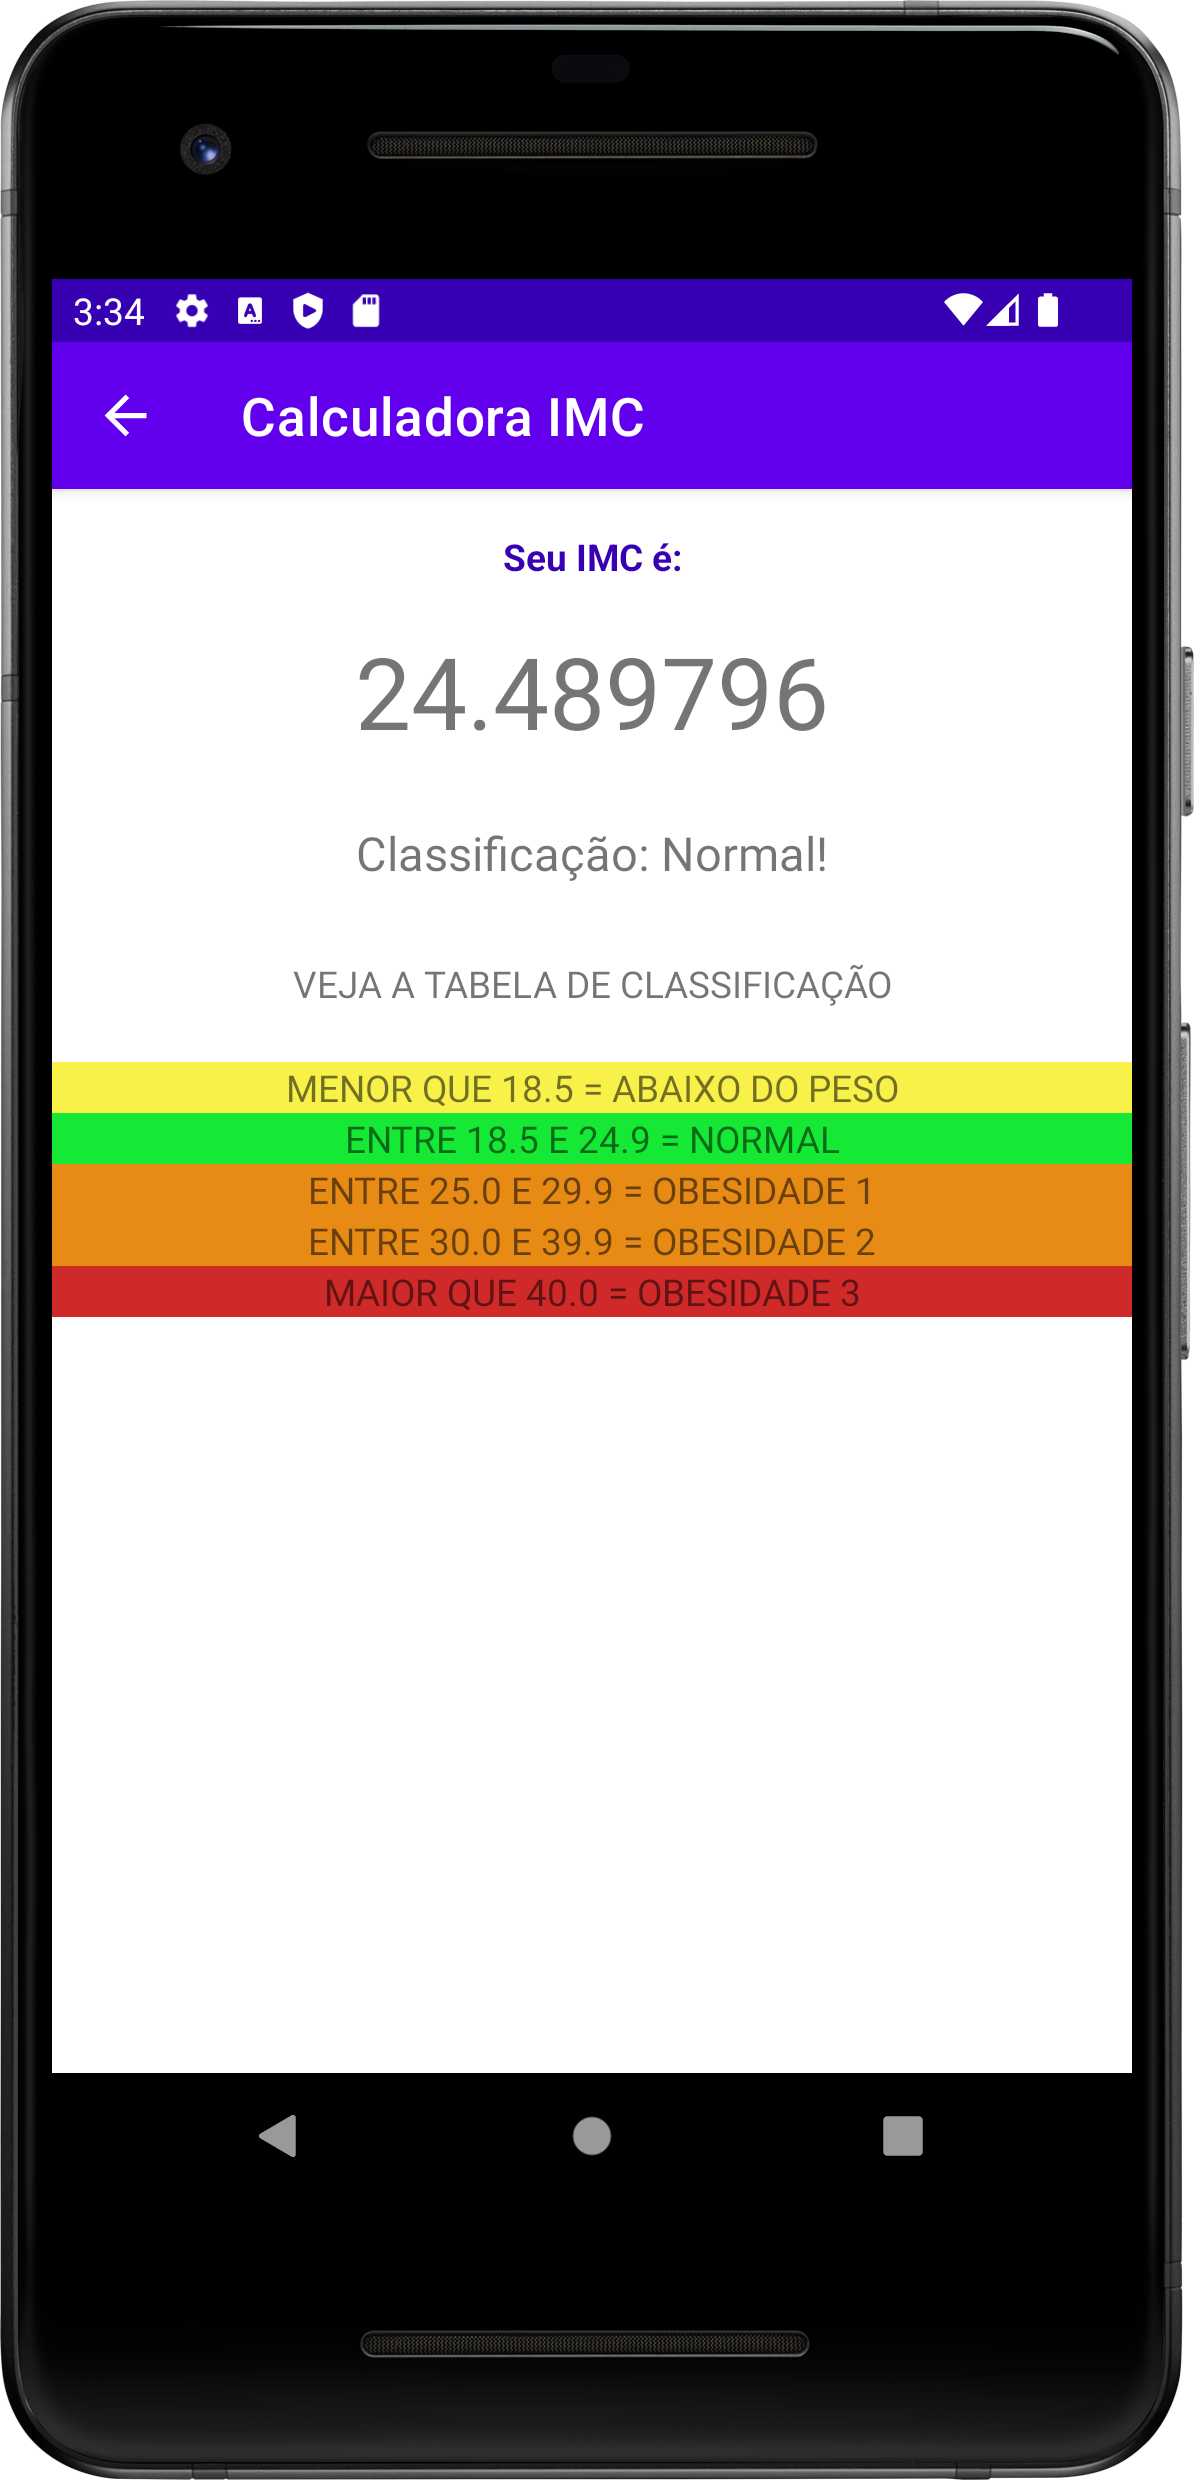 3:34
Calculadora IMC
Seu IMC é:
24.489796
Classificação: Normal!
VEJA A TABELA DE CLASSIFICAÇÃO
MENOR QUE 18.5 = ABAIXO DO PESO
ENTRE 18.5 E 24.9 = NORMAL
ENTRE 25.0 E 29.9 = OBESIDADE 1
ENTRE 30.0 E 39.9 = OBESIDADE 2
MAIOR QUE 40.0 = OBESIDADE 3